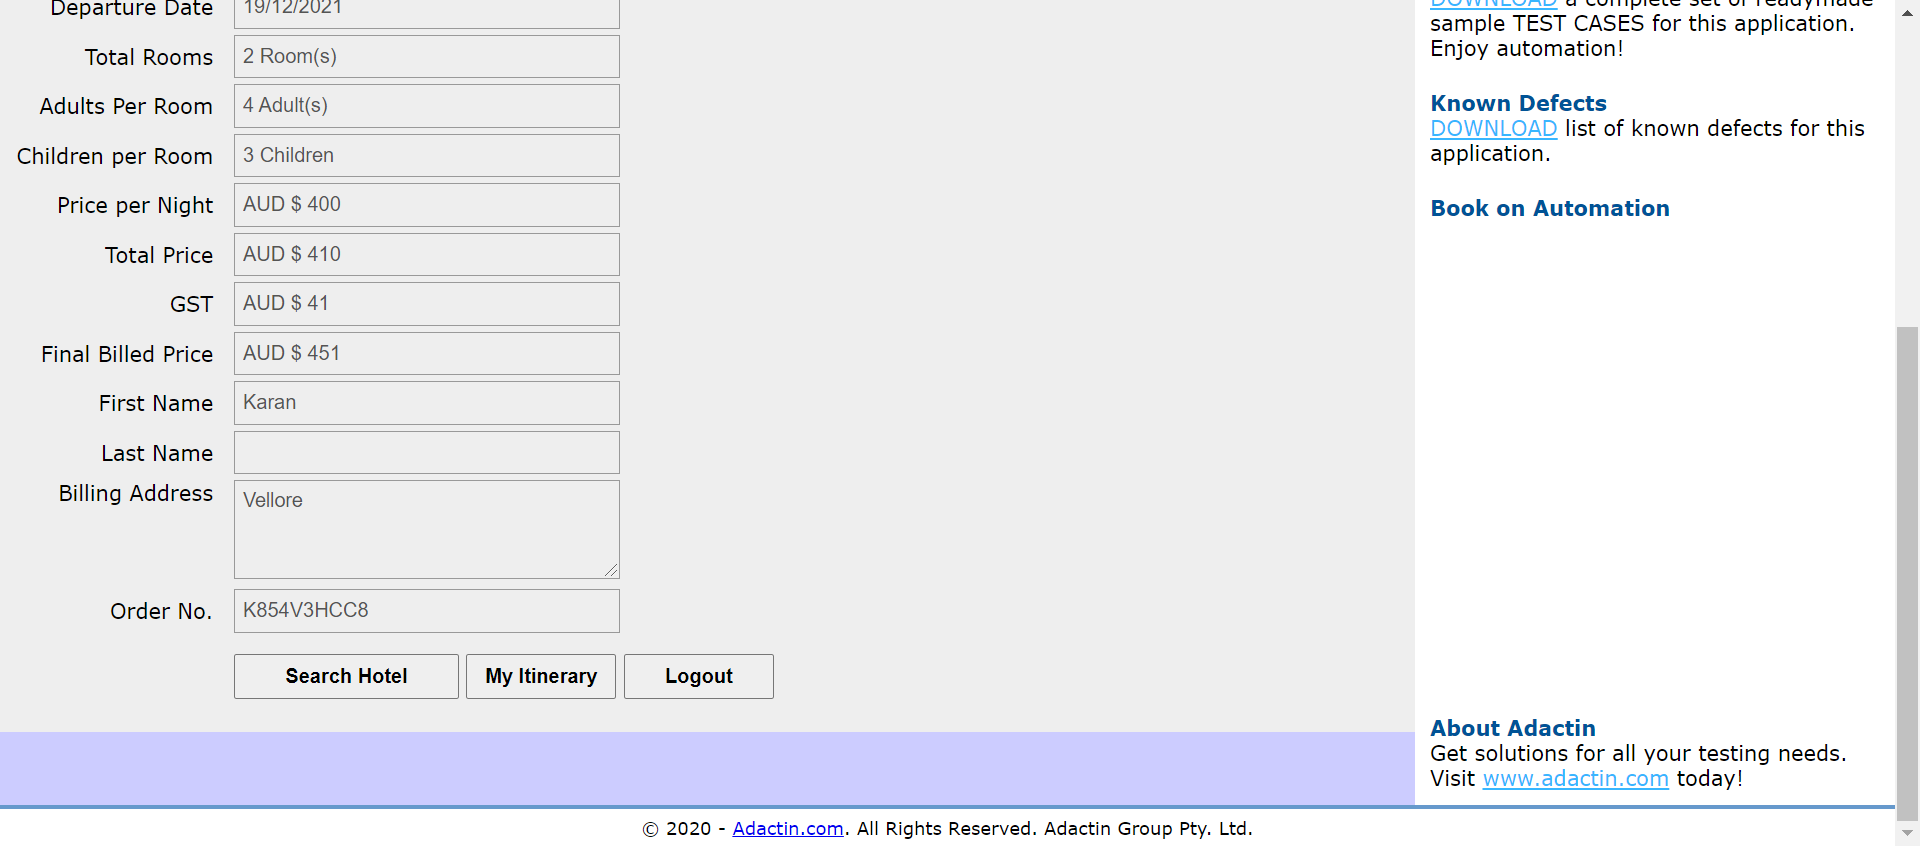 Departure Date 19/12/2021
Total Rooms 2 Room(s)
Adults Per Room 4 Adult(s)
Children per Room 3 Children
Price per Night AUD $ 400
Total Price AUD $ 410
GST AUD $ 41
Final Billed Price AUD $ 451
First Name Karan
Last Name
Billing Address Vellore
Order No. K854V3HCC8
Search Hotel My Itinerary Logout
DOWNLOAD a complete set of readymade
sample TEST CASES for this application.
Enjoy automation!
Known Defects
DOWNLOAD list of known defects for this
application.
Book on Automation
About Adactin
Get solutions for all your testing needs.
Visit www.adactin.com today!
© 2020 - Adactin.com. All Rights Reserved. Adactin Group Pty. Ltd.